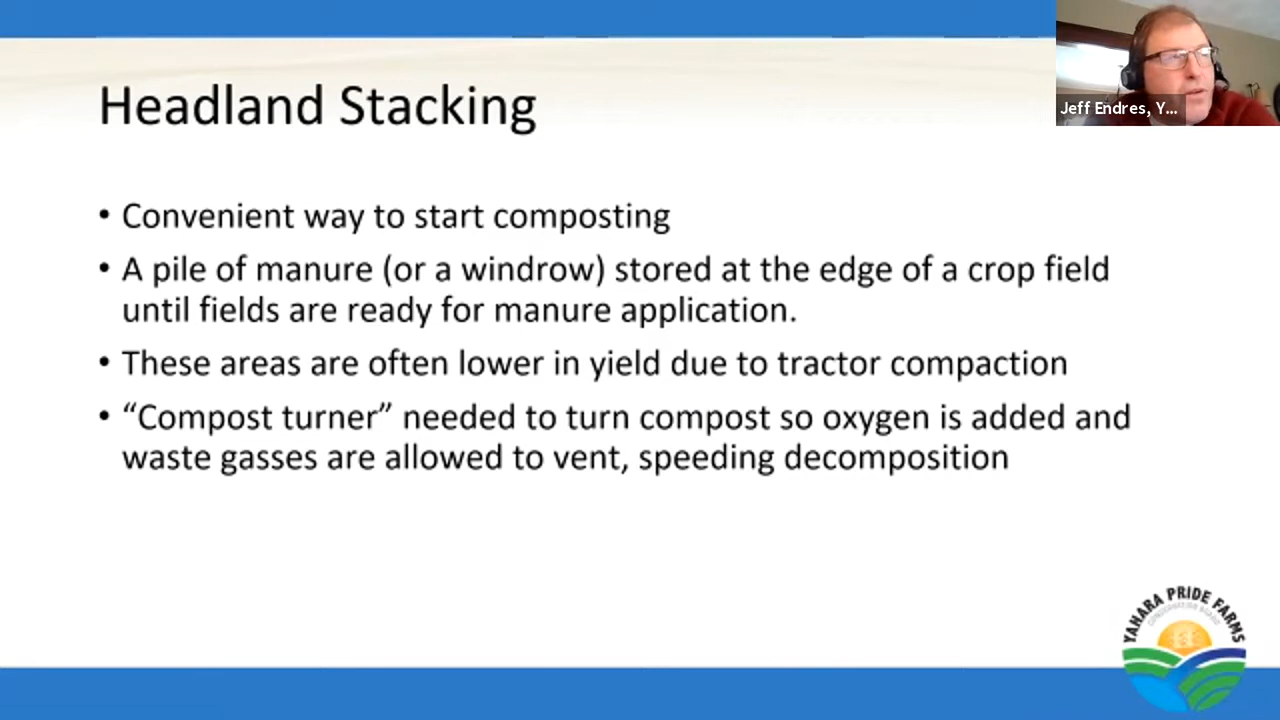 Headland Stacking
• Convenient way to start composting
• A pile of manure (or a windrow) stored at the edge of a crop field
until fields are ready for manure application.
• These areas are often lower in yield due to tractor compaction
• “Compost turner” needed to turn compost so oxygen is added and
waste gasses are allowed to vent, speeding decomposition
Jeff Endres, Y...
YAHARA PRIDE FARMS
CONSERVATION BOARD